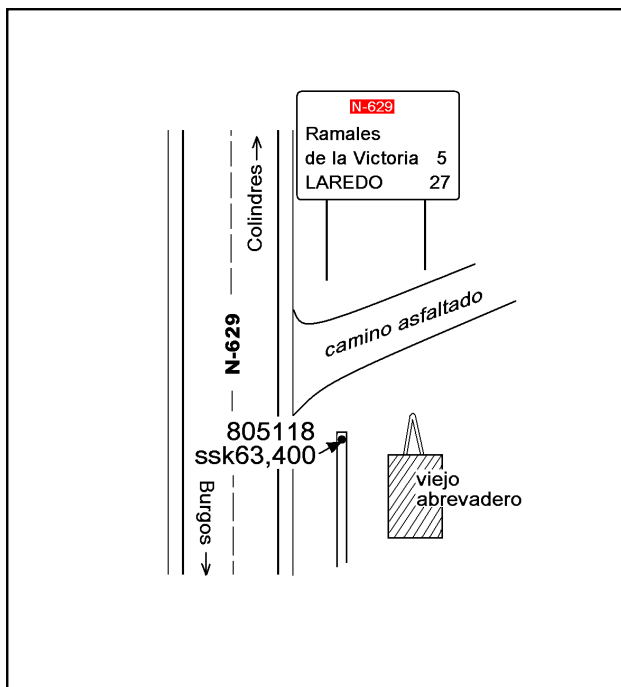 N-629
Ramales
de la Victoria 5
LAREDO 27
Colindres
camino asfaltado
N-629
805118
ssk63,400
viejo
abrevadero
Burgos